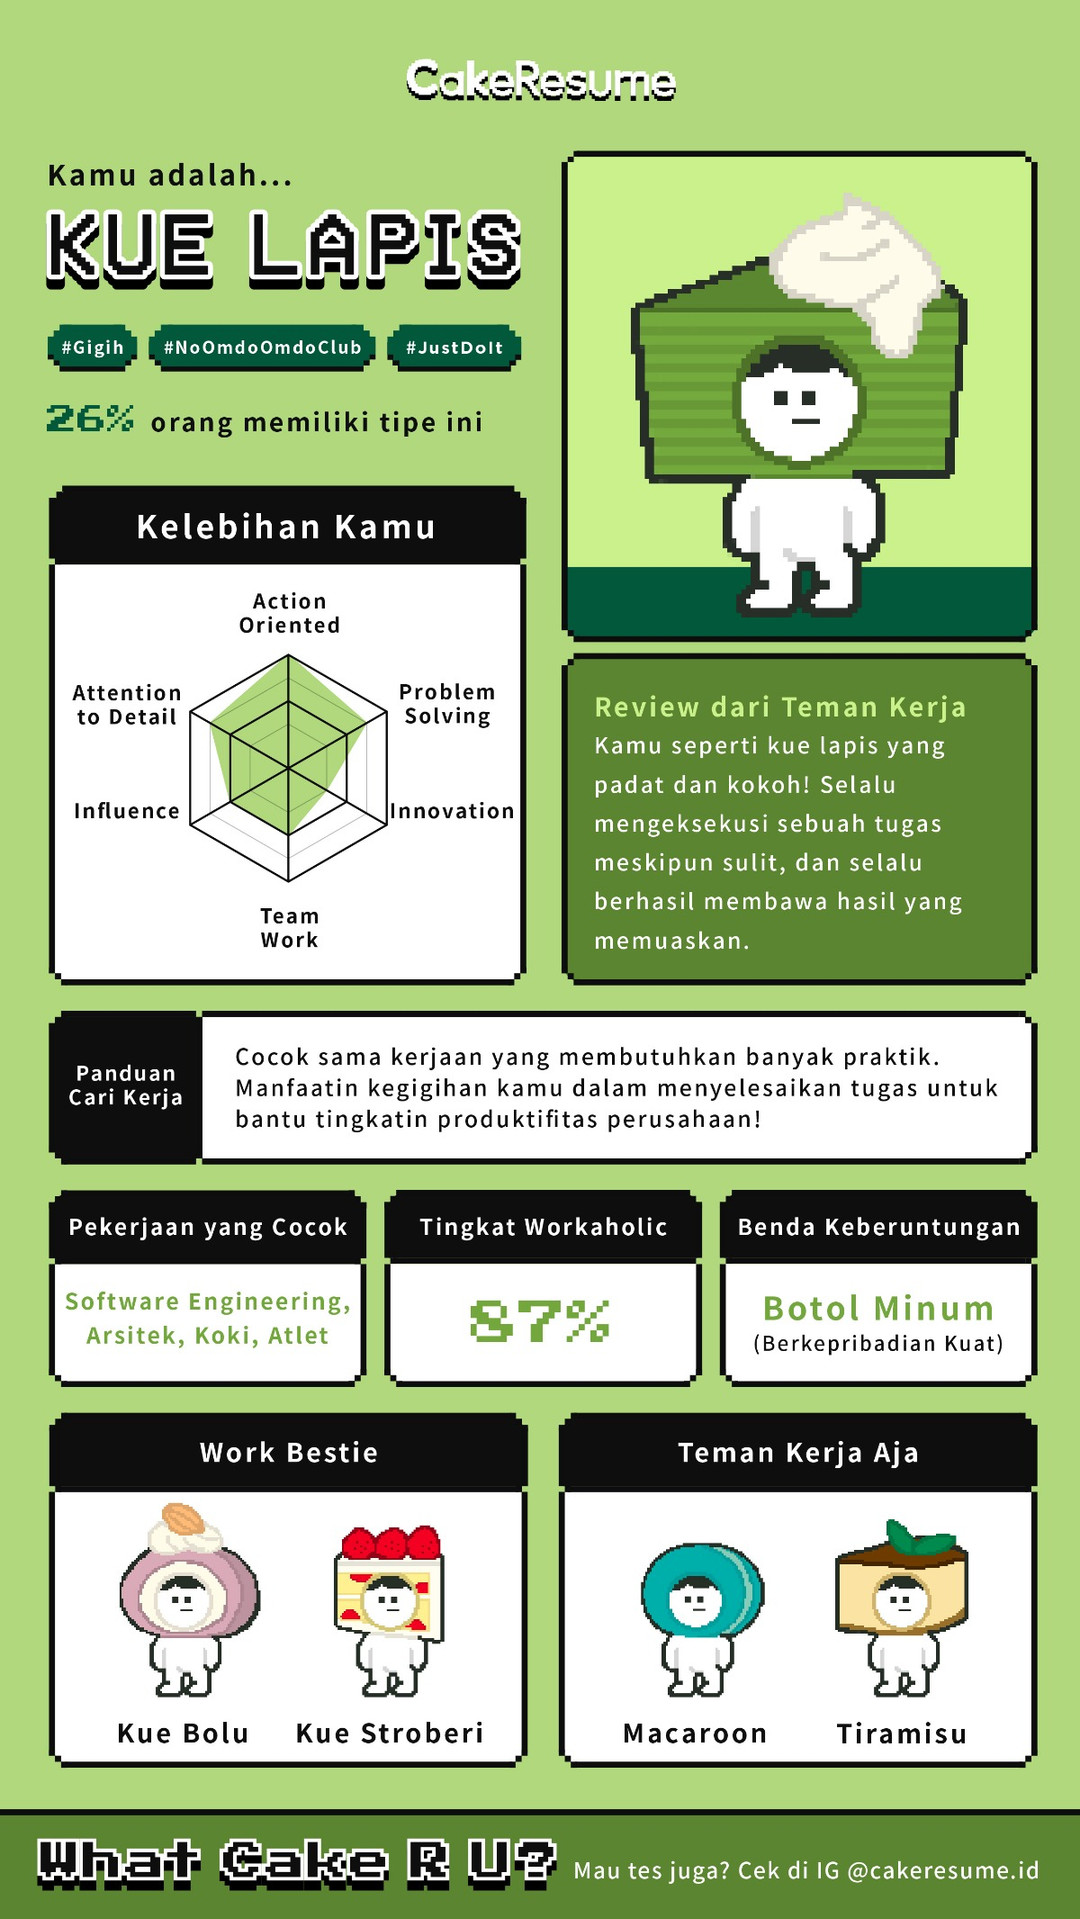 CakeResume
Kamu adalah...
KUE LAPIS
#Gigih
#NoOmdoOmdoClub
#JustDoIt
26% orang memiliki tipe ini
Kelebihan Kamu
Action
Oriented
Attention
to Detail
Problem
Solving
Influence
Innovation
Team
Work
Review dari Teman Kerja
Kamu seperti kue lapis yang
padat dan kokoh! Selalu
mengeksekusi sebuah tugas
meskipun sulit, dan selalu
berhasil membawa hasil yang
memuaskan.
Panduan
Cari Kerja
Cocok sama kerjaan yang membutuhkan banyak praktik.
Manfaatin kegigihan kamu dalam menyelesaikan tugas untuk
bantu tingkatin produktifitas perusahaan!
Pekerjaan yang Cocok
Software Engineering,
Arsitek, Koki, Atlet
Tingkat Workaholic
87%
Benda Keberuntungan
Botol Minum
(Berkepribadian Kuat)
Work Bestie
Kue Bolu
Kue Stroberi
Teman Kerja Aja
Macaroon
Tiramisu
What Cake R U?
Mau tes juga? Cek di IG @cakeresume.id